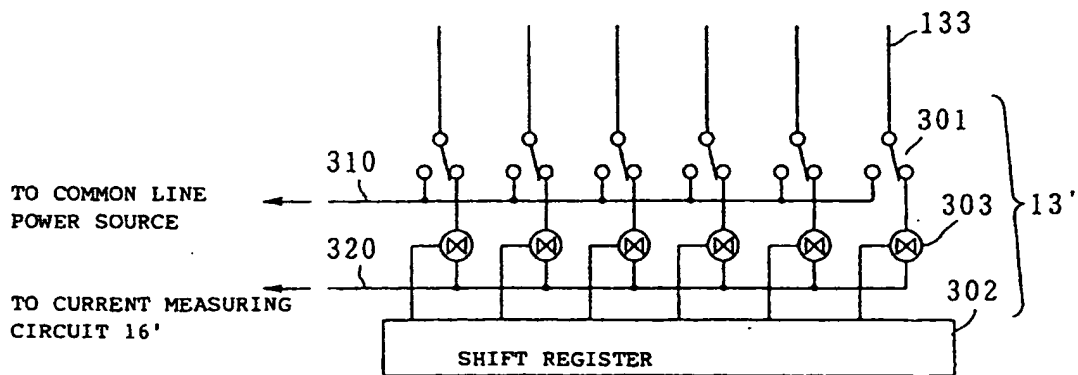 133
301
310
TO COMMON LINE
POWER SOURCE
13'
303
320
TO CURRENT MEASURING
CIRCUIT 16'
302
SHIFT REGISTER